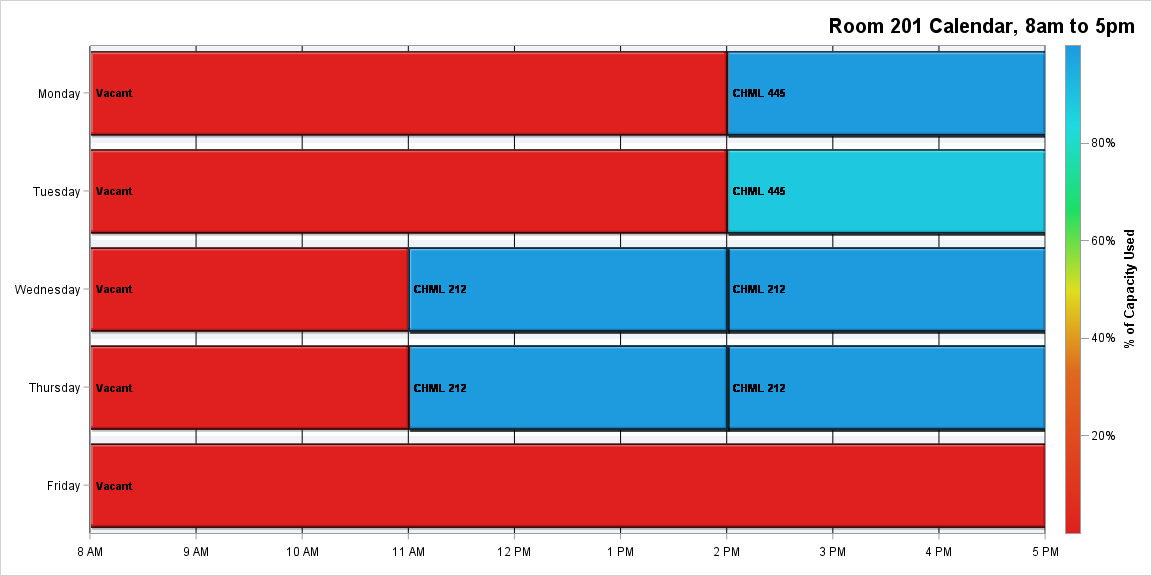 Room 201 Calendar, 8am to 5pm
Monday
Vacant
CHML 445
Tuesday
Vacant
CHML 445
Wednesday
Vacant
CHML 212
CHML 212
Thursday
Vacant
CHML 212
CHML 212
Friday
Vacant
8 AM
9 AM
10 AM
11 AM
12 PM
1 PM
2 PM
3 PM
4 PM
5 PM
80%
60%
40%
20%
% of Capacity Used